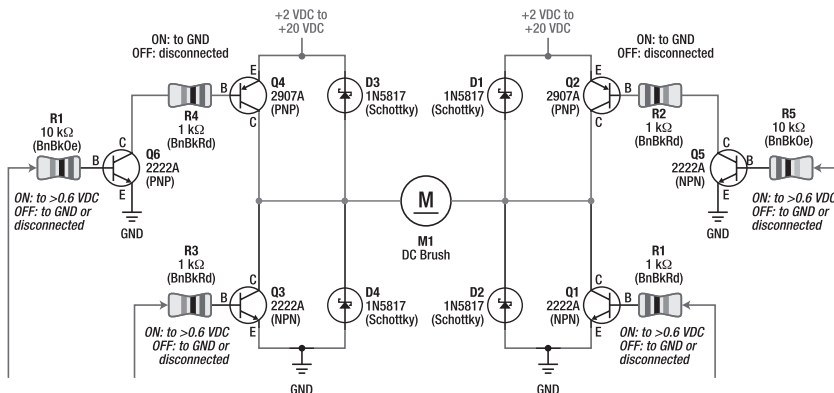 +2 VDC to
+20 VDC
+2 VDC to
+20 VDC
ON: to GND
OFF: disconnected
ON: to GND
OFF: disconnected
E
Q4
2907A
(PNP)
B
C
D3
1N5817
(Schottky)
D1
1N5817
(Schottky)
E
Q2
2907A
(PNP)
B
C
R4
1 kΩ
(BnBkRd)
R2
1 kΩ
(BnBkRd)
R1
10 kΩ
(BnBkOe)
C
B
Q6
2222A
(PNP)
E
GND
ON: to >0.6 VDC
OFF: to GND or
disconnected
R5
10 kΩ
(BnBkOe)
C
B
Q5
2222A
(NPN)
E
GND
ON: to >0.6 VDC
OFF: to GND or
disconnected
M
M1
DC Brush
R3
1 kΩ
(BnBkRd)
C
B
Q3
2222A
(NPN)
E
D4
1N5817
(Schottky)
D2
1N5817
(Schottky)
C
Q1
2222A
(NPN)
B
E
R1
1 kΩ
(BnBkRd)
ON: to >0.6 VDC
OFF: to GND or
disconnected
ON: to >0.6 VDC
OFF: to GND or
disconnected
GND
GND